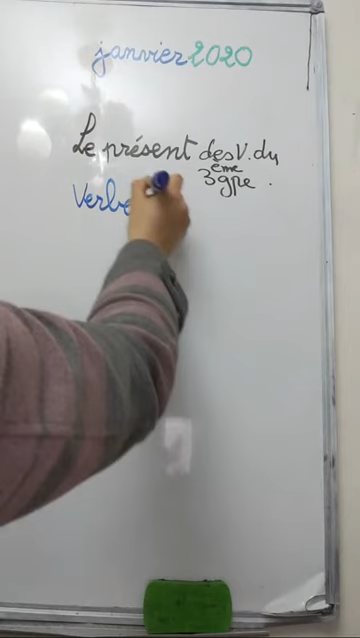 janvier 2020
Le présent des V. du
3ème gpe.
Verbe